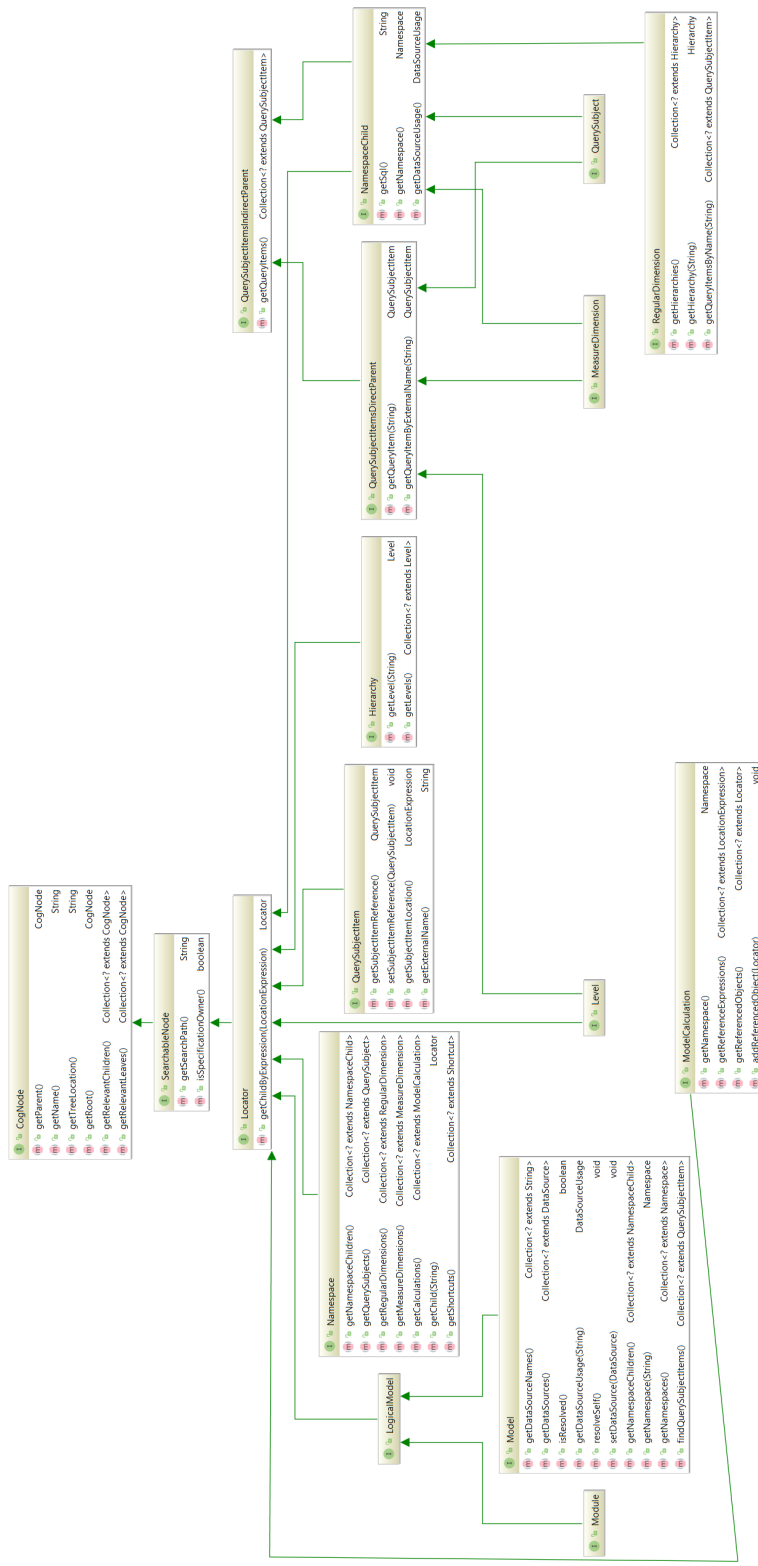 CogNode
getParent() CogNode
getName() String
getTreeLocation() String
getRoot() CogNode
getRelevantChildren() Collection<? extends CogNode>
getRelevantLeaves() Collection<? extends CogNode>
SearchableNode
getSearchPath() String
isSpecificationOwner() boolean
Locator
getChildByExpression(LocationExpression) Locator
QuerySubjectItemsIndirectParent
getQueryItems() Collection<? extends QuerySubjectItem>
LogicalModel
Namespace
getNamespaceChildren() Collection<? extends NamespaceChild>
getQuerySubjects() Collection<? extends QuerySubject>
getRegularDimensions() Collection<? extends RegularDimension>
getMeasureDimensions() Collection<? extends MeasureDimension>
getCalculations() Collection<? extends ModelCalculation>
getChild(String) Locator
getShortcuts() Collection<? extends Shortcut>
QuerySubjectItem
getSubjectItemReference() QuerySubjectItem
setSubjectItemReference(QuerySubjectItem) void
getSubjectItemLocation() LocationExpression
getExternalName() String
Hierarchy
getLevel(String) Level
getLevels() Collection<? extends Level>
QuerySubjectItemsDirectParent
getQueryItem(String) QuerySubjectItem
getQueryItemByExternalName(String) QuerySubjectItem
NamespaceChild
getSql() String
getNamespace() Namespace
getDataSourceUsage() DataSourceUsage
Module
Model
getDataSourceNames() Collection<? extends String>
getDataSources() Collection<? extends DataSource>
isResolved() boolean
getDataSourceUsage(String) DataSourceUsage
resolveSelf() void
setDataSource(DataSource) void
getNamespaceChildren() Collection<? extends NamespaceChild>
getNamespace(String) Namespace
getNamespaces() Collection<? extends Namespace>
findQuerySubjectItems() Collection<? extends QuerySubjectItem>
Level
MeasureDimension
QuerySubject
ModelCalculation
getNamespace() Namespace
getReferenceExpressions() Collection<? extends LocationExpression>
getReferencedObjects() Collection<? extends Locator>
addReferencedObject(Locator) void
RegularDimension
getHierarchies() Collection<? extends Hierarchy>
getHierarchy(String) Hierarchy
getQueryItemsByName(String) Collection<? extends QuerySubjectItem>